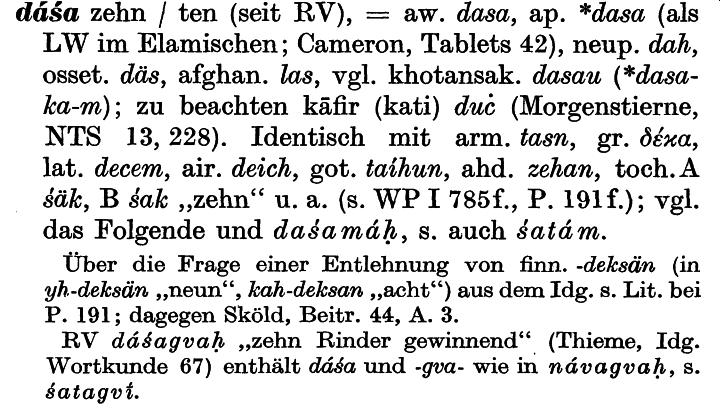 dáśa zehn / ten (seit RV), = aw. dasa, ap. *dasa (als
LW im Elamischen; Cameron, Tablets 42), neup. dah,
osset. däs, afghan. las, vgl. khotansak. dasau (*dasa-
ka-m); zu beachten kāfir (kati) duċ (Morgenstierne,
NTS 13, 228). Identisch mit arm. tasn, gr. δέκα,
lat. decem, air. deich, got. taíhun, ahd. zehan, toch. A
śäk, B śak „zehn“ u. a. (s. WP I 785f., P. 191f.); vgl.
das Folgende und daśamáḥ, s. auch śatám.
Über die Frage einer Entlehnung von finn. -deksän (in
yh-deksän „neun“, kah-deksan „acht“) aus dem Idg. s. Lit. bei
P. 191; dagegen Sköld, Beitr. 44, A. 3.
RV dáśagvaḥ „zehn Rinder gewinnend“ (Thieme, Idg.
Wortkunde 67) enthält dáśa und -gva- wie in návagvaḥ, s.
śatagví.